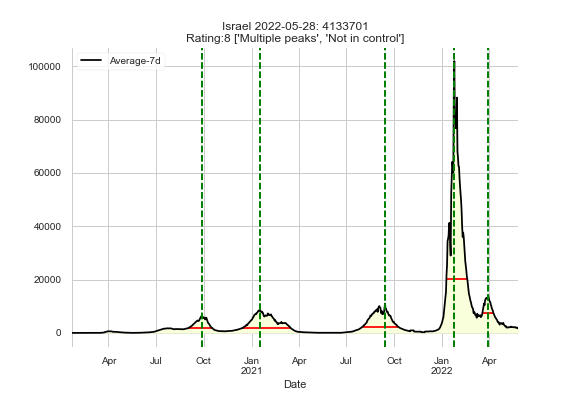 Israel 2022-05-28: 4133701
Rating:8 ['Multiple peaks', 'Not in control']
Average-7d
100000
80000
60000
40000
20000
0
Apr Jul Oct Jan Apr Jul Oct Jan Apr
2021 2022
Date